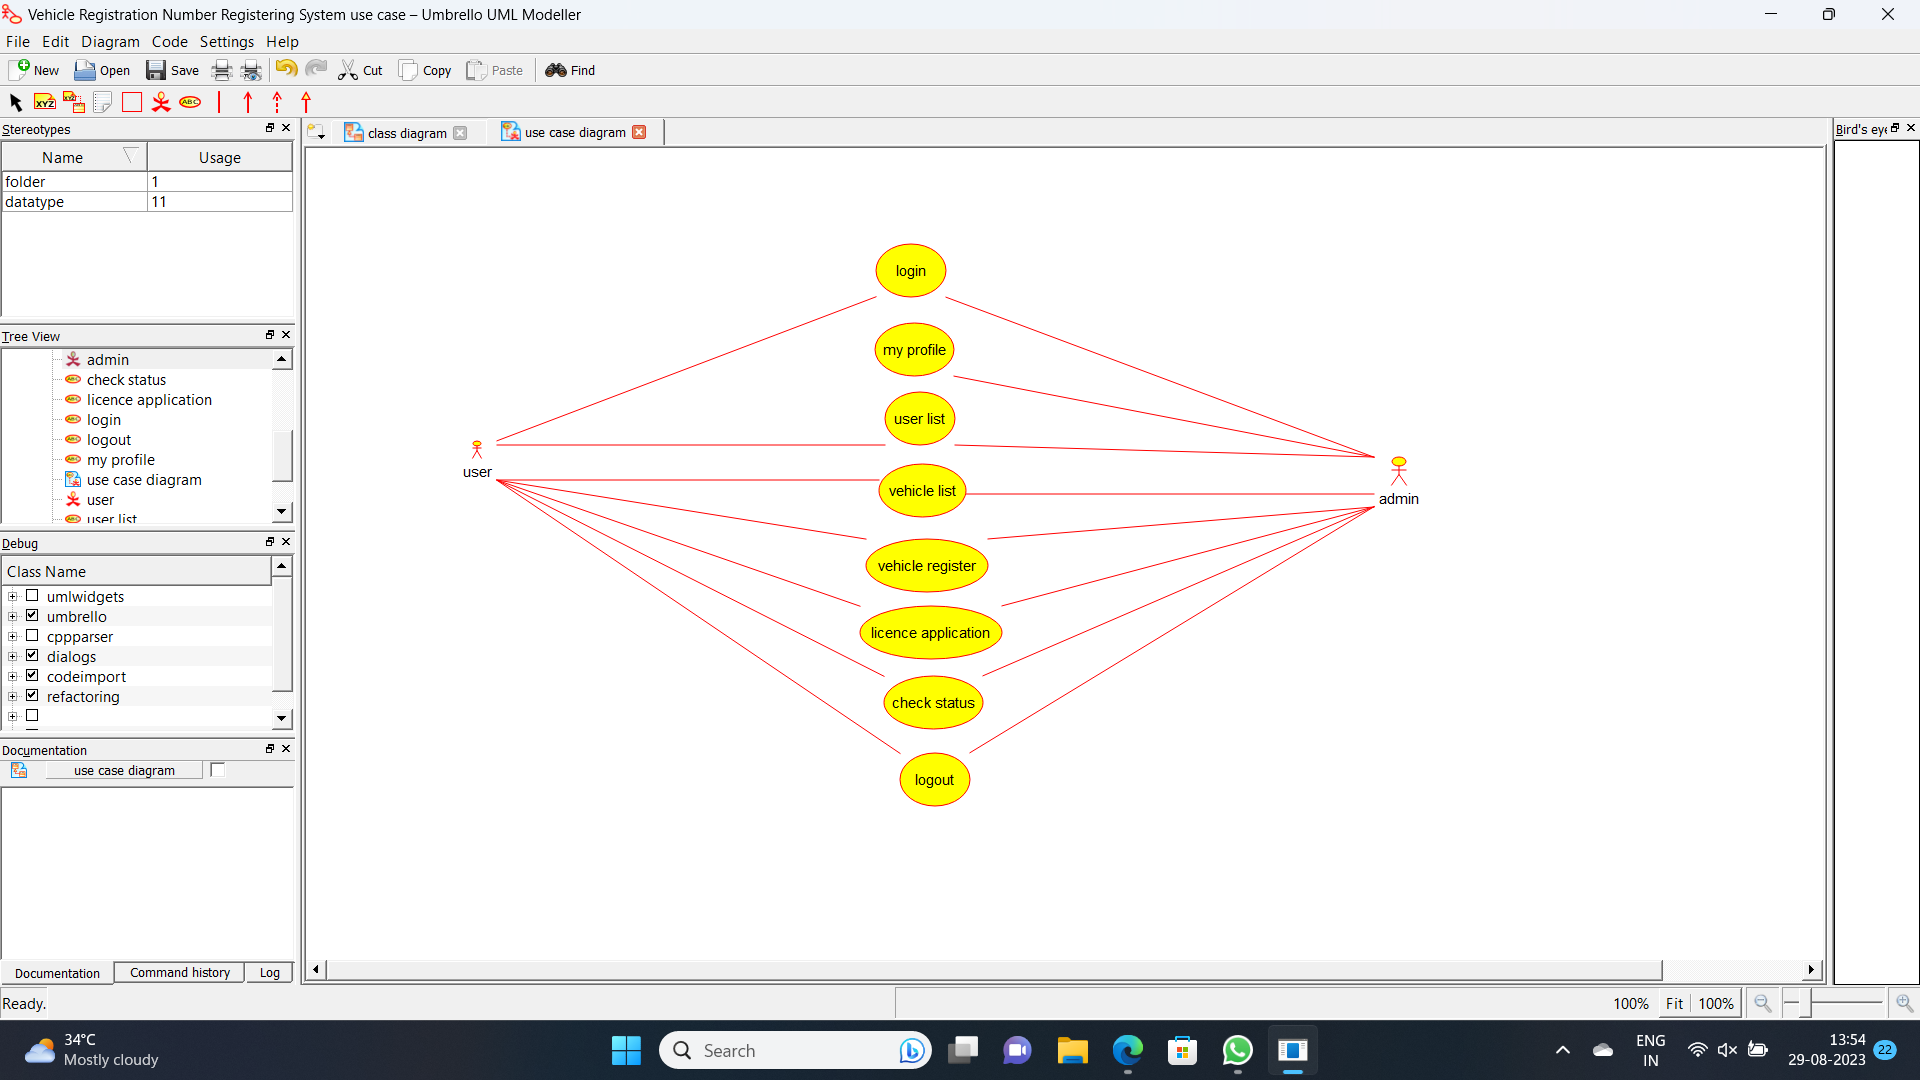 Vehicle Registration Number Registering System use case – Umbrello UML Modeller
File Edit Diagram Code Settings Help
New Open Save Cut Copy Paste Find
XYZ XYZ ABC
Stereotypes
Name Usage
folder 1
datatype 11
Tree View
admin
check status
licence application
login
logout
my profile
use case diagram
user
user list
Debug
Class Name
umlwidgets
umbrello
cppparser
dialogs
codeimport
refactoring
Documentation
use case diagram
Documentation Command history Log
class diagram use case diagram
login
my profile
user list
user
vehicle list
admin
vehicle register
licence application
check status
logout
Bird's eye
Ready.
100% Fit 100%
34°C
Mostly cloudy
Search
ENG
IN
13:54
29-08-2023
22